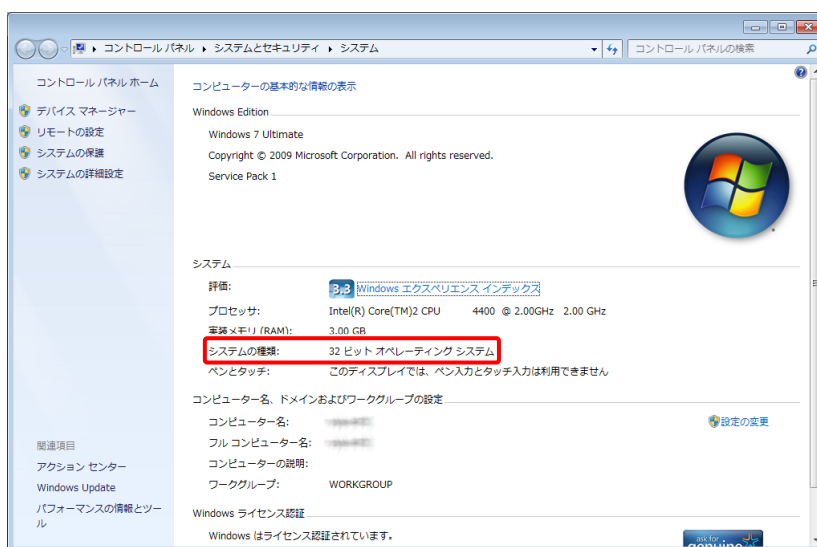 コントロール パネル ▸ システムとセキュリティ ▸ システム
コントロール パネルの検索
コントロール パネル ホーム
デバイス マネージャー
リモートの設定
システムの保護
システムの詳細設定
コンピューターの基本的な情報の表示
Windows Edition
Windows 7 Ultimate
Copyright © 2009 Microsoft Corporation. All rights reserved.
Service Pack 1
システム
評価: 3.3 Windows エクスペリエンス インデックス
プロセッサ: Intel(R) Core(TM)2 CPU 4400 @ 2.00GHz 2.00 GHz
実装メモリ (RAM): 3.00 GB
システムの種類: 32 ビット オペレーティング システム
ペンとタッチ: このディスプレイでは、ペン入力とタッチ入力は利用できません
コンピューター名、ドメインおよびワークグループの設定
コンピューター名:
設定の変更
フル コンピューター名:
コンピューターの説明:
ワークグループ: WORKGROUP
Windows ライセンス認証
Windows はライセンス認証されています。
ask for
genuine
関連項目
アクション センター
Windows Update
パフォーマンスの情報とツー
ル